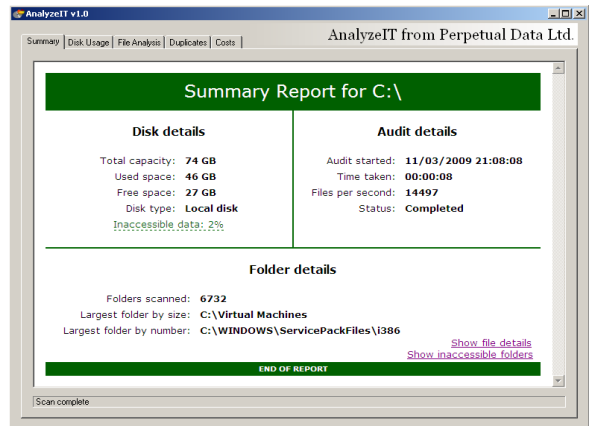 AnalyzeIT v1.0
AnalyzeIT from Perpetual Data Ltd.
Summary Disk Usage File Analysis Duplicates Costs
Summary Report for C:\
Disk details
Total capacity: 74 GB
Used space: 46 GB
Free space: 27 GB
Disk type: Local disk
Inaccessible data: 2%
Audit details
Audit started: 11/03/2009 21:08:08
Time taken: 00:00:08
Files per second: 14497
Status: Completed
Folder details
Folders scanned: 6732
Largest folder by size: C:\Virtual Machines
Largest folder by number: C:\WINDOWS\ServicePackFiles\i386
Show file details
Show inaccessible folders
END OF REPORT
Scan complete